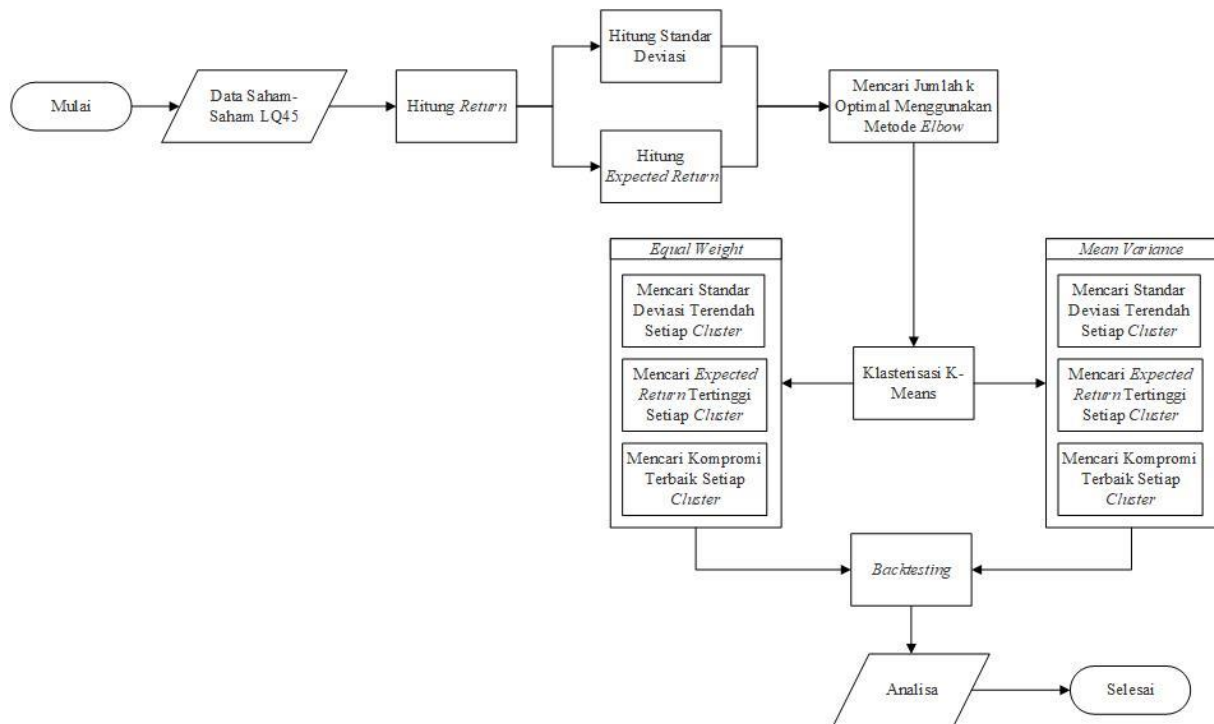 Mulai
Data Saham-
Saham LQ45
Hitung Return
Hitung Standar
Deviasi
Hitung
Expected Return
Mencari Jumlah k
Optimal Menggunakan
Metode Elbow
Equal Weight
Mencari Standar
Deviasi Terendah
Setiap Cluster
Mencari Expected
Return Tertinggi
Setiap Cluster
Mencari Kompromi
Terbaik Setiap
Cluster
Klasterisasi K-
Means
Mean Variance
Mencari Standar
Deviasi Terendah
Setiap Cluster
Mencari Expected
Return Tertinggi
Setiap Cluster
Mencari Kompromi
Terbaik Setiap
Cluster
Backtesting
Analisa
Selesai